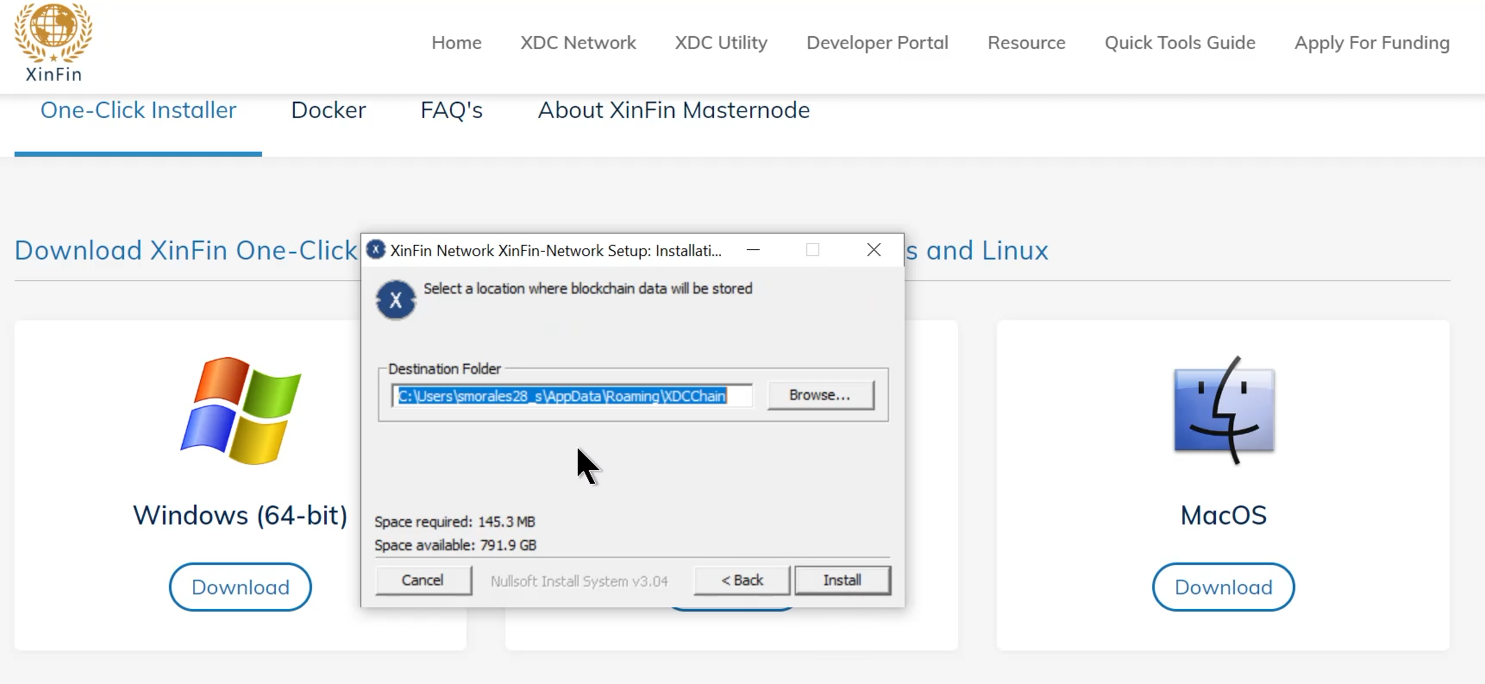 XinFin
Home XDC Network XDC Utility Developer Portal Resource Quick Tools Guide Apply For Funding
One-Click Installer Docker FAQ's About XinFin Masternode
Download XinFin One-Click
s and Linux
X XinFin Network XinFin-Network Setup: Installati...
X
Select a location where blockchain data will be stored
Destination Folder
C:\Users\smorales28_s\AppData\Roaming\XDCChain
Browse...
Space required: 145.3 MB
Space available: 791.9 GB
Cancel Nullsoft Install System v3.04 < Back Install
Windows (64-bit)
Download
MacOS
Download